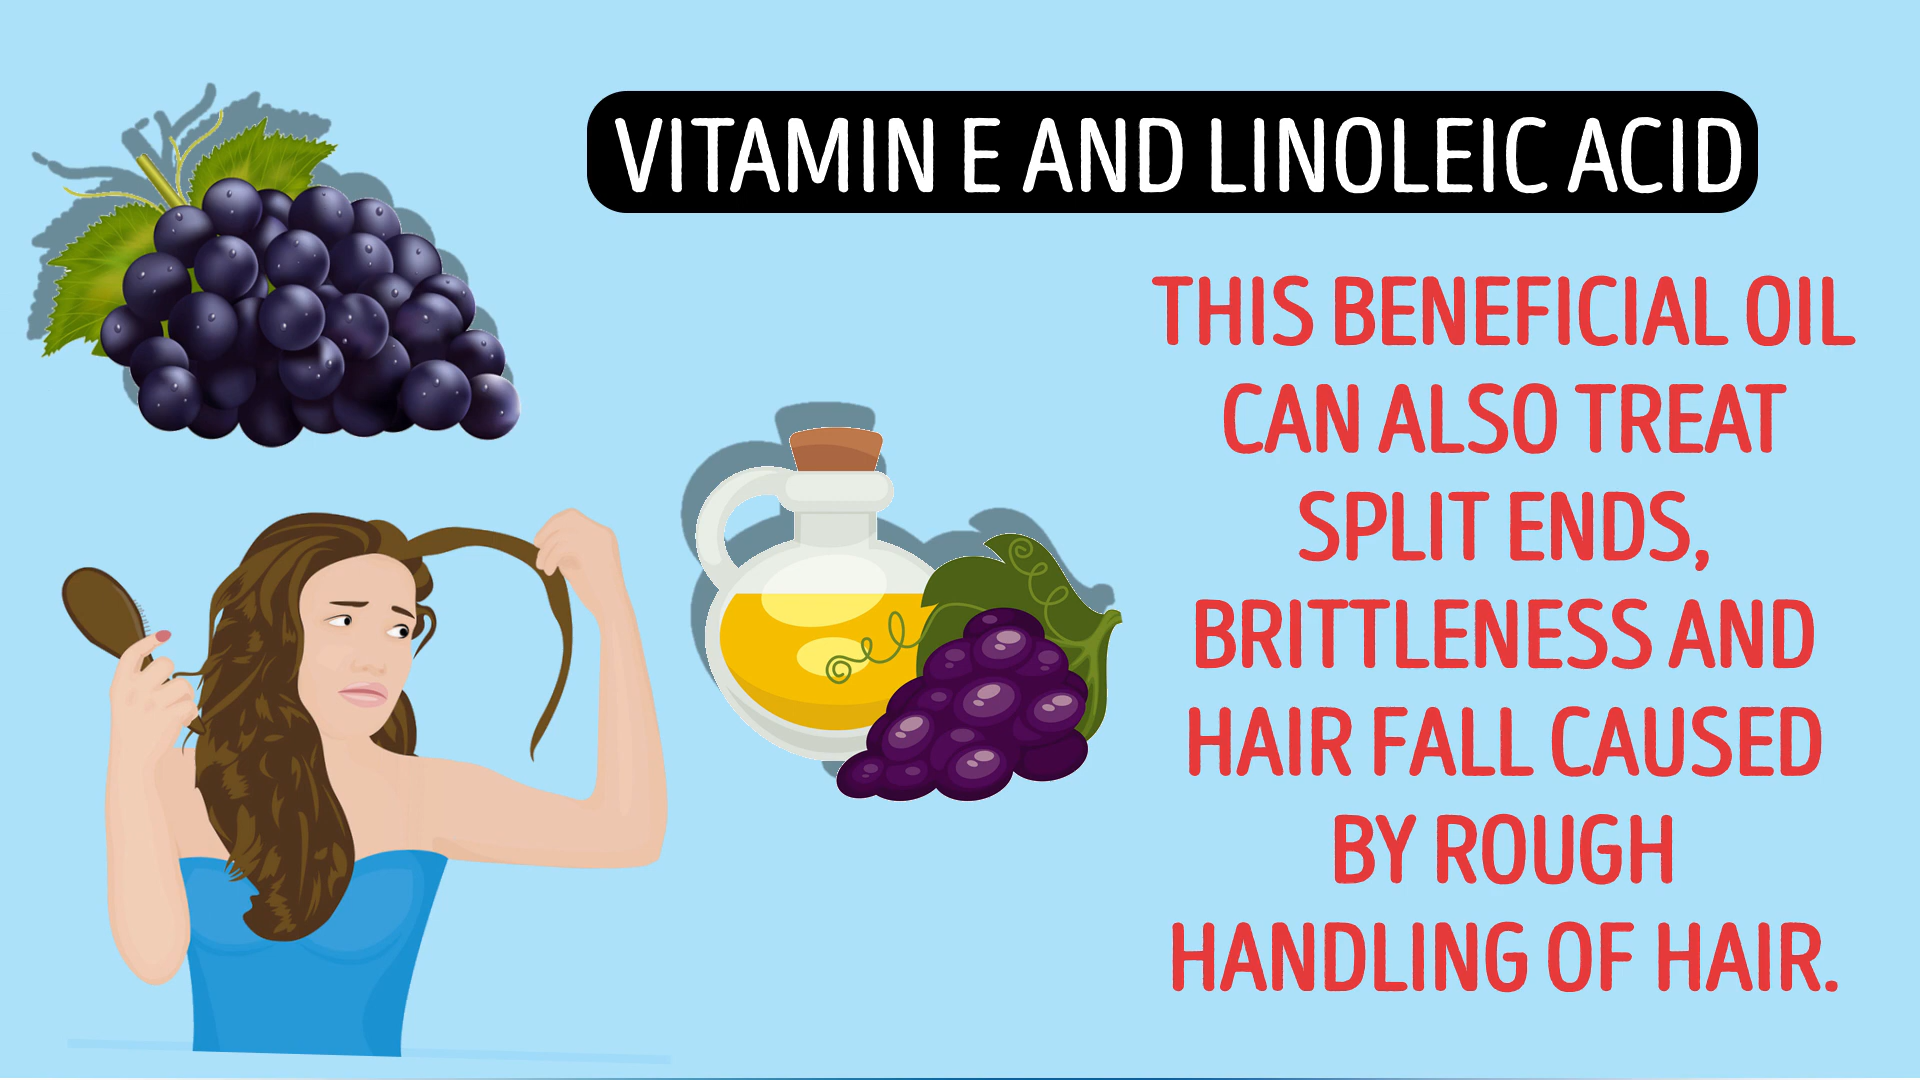 VITAMIN E AND LINOLEIC ACID
THIS BENEFICIAL OIL
CAN ALSO TREAT
SPLIT ENDS,
BRITTLENESS AND
HAIR FALL CAUSED
BY ROUGH
HANDLING OF HAIR.